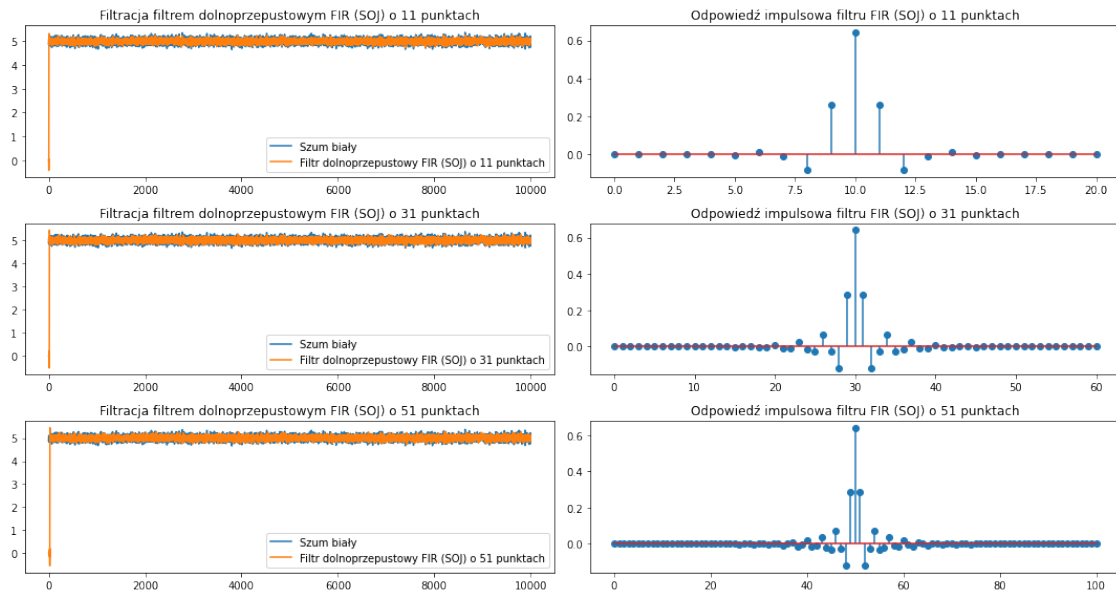 Filtracja filtrem dolnoprzepustowym FIR (SOJ) o 11 punktach
5
4
3
2
1
0
Szum biały
Filtr dolnoprzepustowy FIR (SOJ) o 11 punktach
0 2000 4000 6000 8000 10000
Odpowiedź impulsowa filtru FIR (SOJ) o 11 punktach
0.6
0.4
0.2
0.0
0.0 2.5 5.0 7.5 10.0 12.5 15.0 17.5 20.0
Filtracja filtrem dolnoprzepustowym FIR (SOJ) o 31 punktach
5
4
3
2
1
0
Szum biały
Filtr dolnoprzepustowy FIR (SOJ) o 31 punktach
0 2000 4000 6000 8000 10000
Odpowiedź impulsowa filtru FIR (SOJ) o 31 punktach
0.6
0.4
0.2
0.0
0 10 20 30 40 50 60
Filtracja filtrem dolnoprzepustowym FIR (SOJ) o 51 punktach
5
4
3
2
1
0
Szum biały
Filtr dolnoprzepustowy FIR (SOJ) o 51 punktach
0 2000 4000 6000 8000 10000
Odpowiedź impulsowa filtru FIR (SOJ) o 51 punktach
0.6
0.4
0.2
0.0
0 20 40 60 80 100